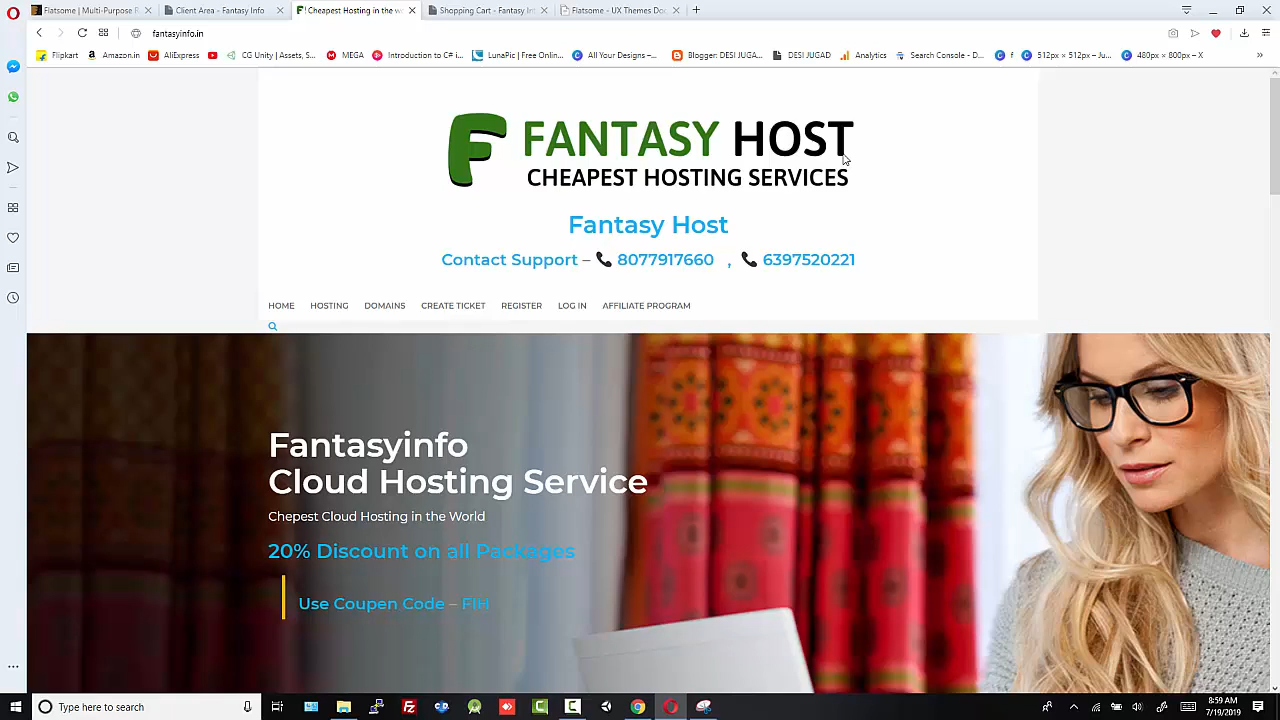 Flatsome | Multi-Purpose R
Client Area - Fantasy Info
Cheapest Hosting in the w
Shopping Cart - Fantasy In
Flatsome - UX Themes Do
fantasyinfo.in
Flipkart
Amazon.in
AliExpress
CG Unity | Assets, S...
MEGA
Introduction to C# i...
LunaPic | Free Onlin...
All Your Designs –...
Blogger: DESI JUGA...
DESI JUGAD
Analytics
Search Console - D...
f
512px × 512px – Ju...
480px × 800px – X
»
F FANTASY HOST
CHEAPEST HOSTING SERVICES
Fantasy Host
Contact Support – 📞 8077917660 , 📞 6397520221
HOME HOSTING DOMAINS CREATE TICKET REGISTER LOG IN AFFILIATE PROGRAM
Fantasyinfo
Cloud Hosting Service
Chepest Cloud Hosting in the World
20% Discount on all Packages
Use Coupen Code – FIH
Type here to search
8:59 AM
7/19/2019